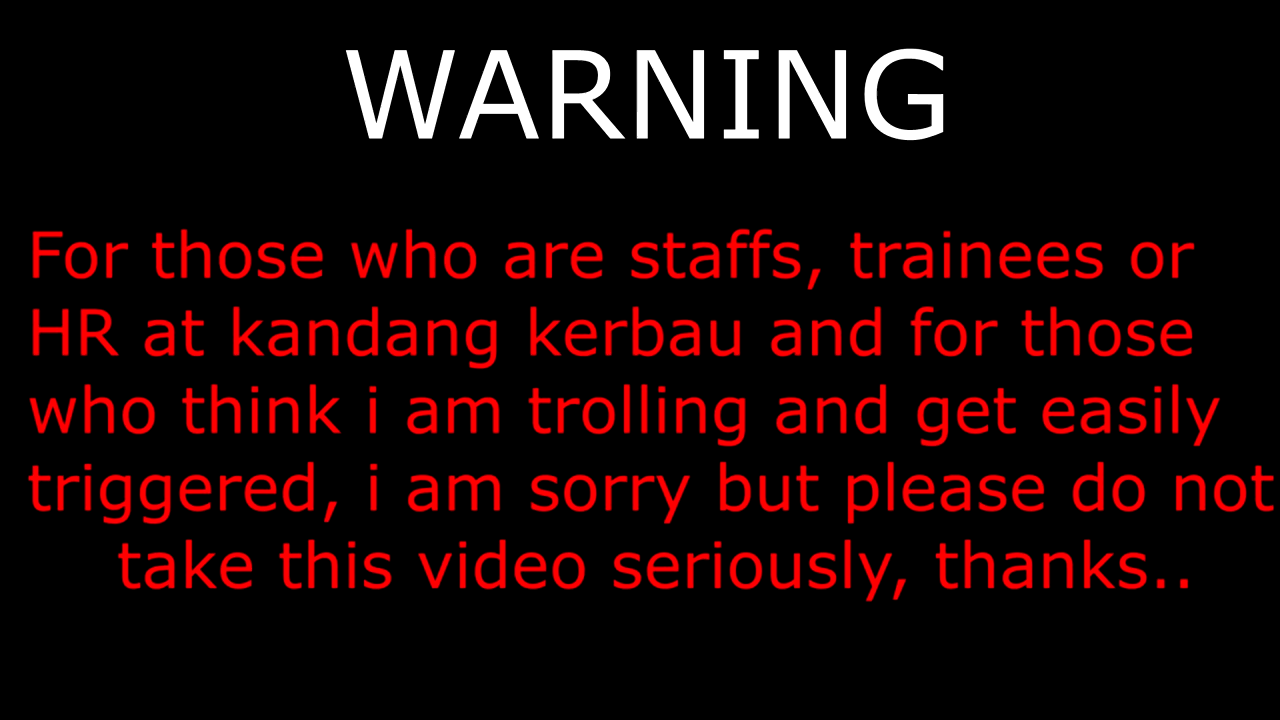 WARNING
For those who are staffs, trainees or
HR at kandang kerbau and for those
who think i am trolling and get easily
triggered, i am sorry but please do not
take this video seriously, thanks..